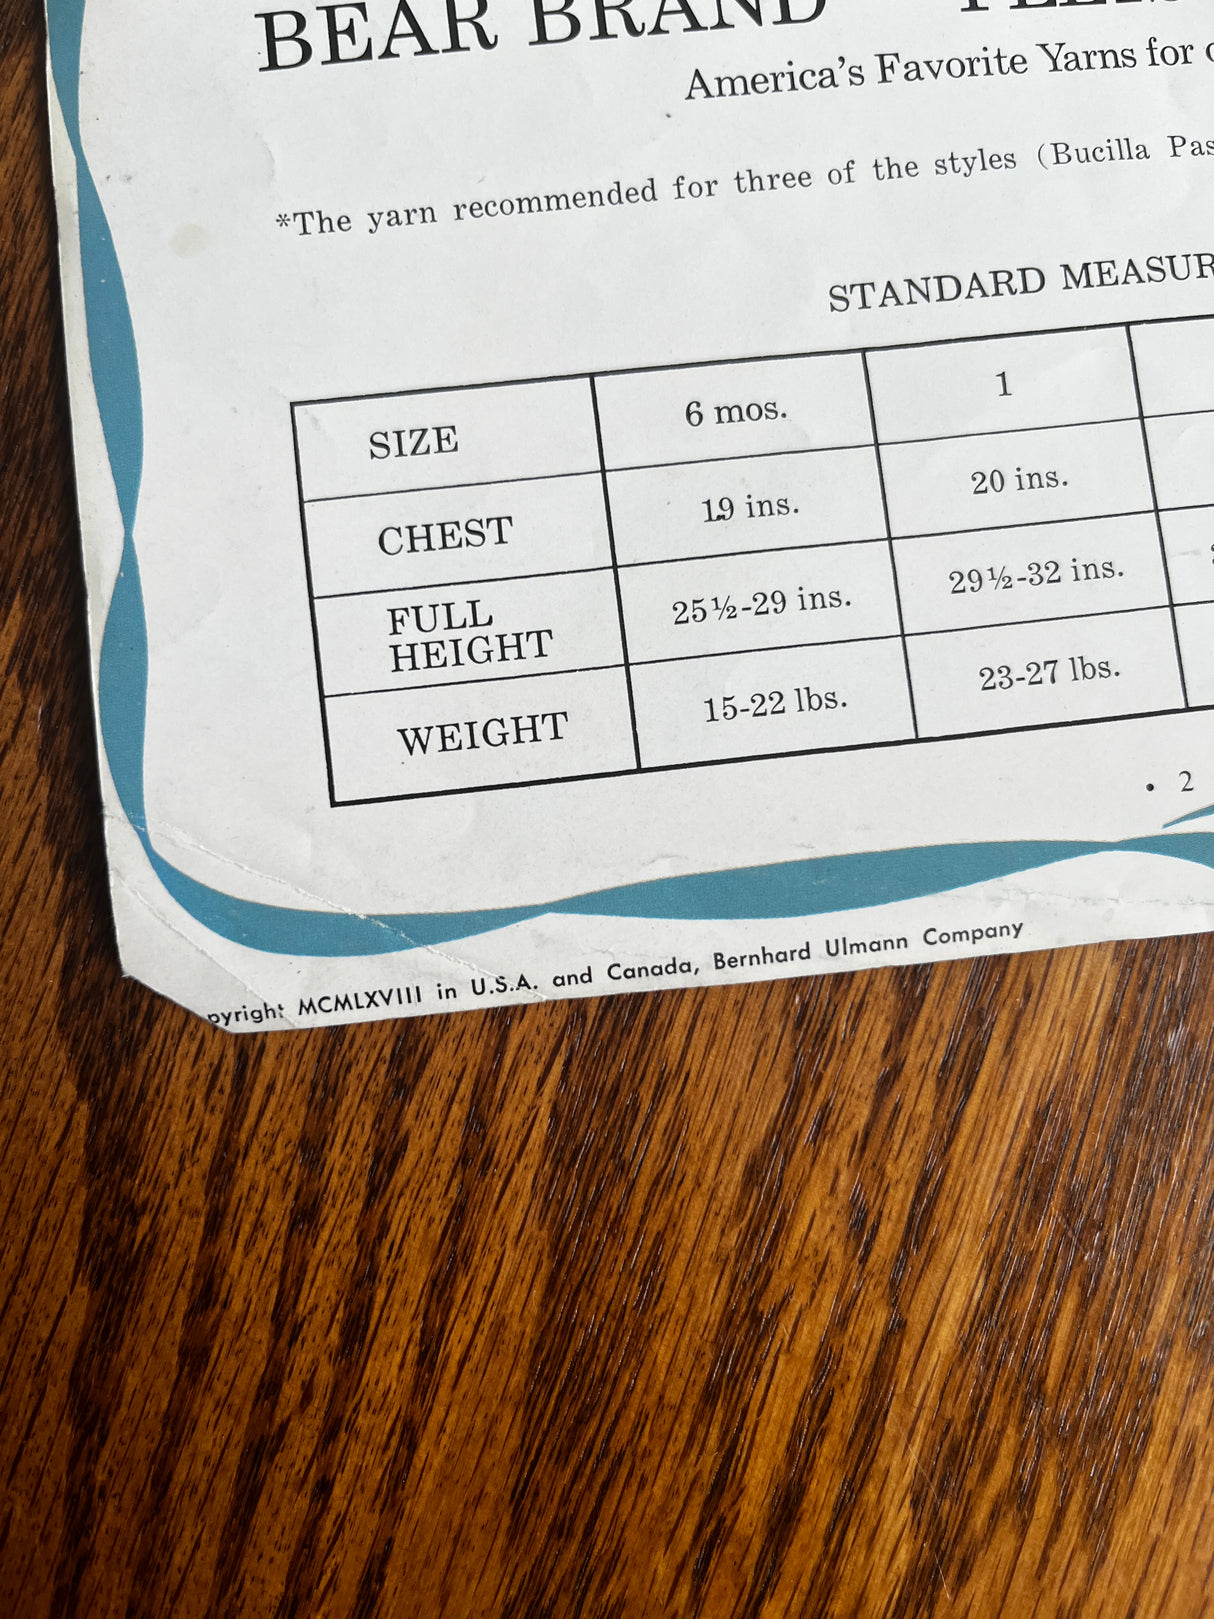 BEAR BRAND
America's Favorite Yarns for
*The yarn recommended for three of the styles (Bucilla Pas
STANDARD MEASUR
SIZE 6 mos. 1
CHEST 19 ins. 20 ins.
FULL HEIGHT 25½-29 ins. 29½-32 ins.
WEIGHT 15-22 lbs. 23-27 lbs.
• 2
pyright MCMLXVIII in U.S.A. and Canada, Bernhard Ulmann Company